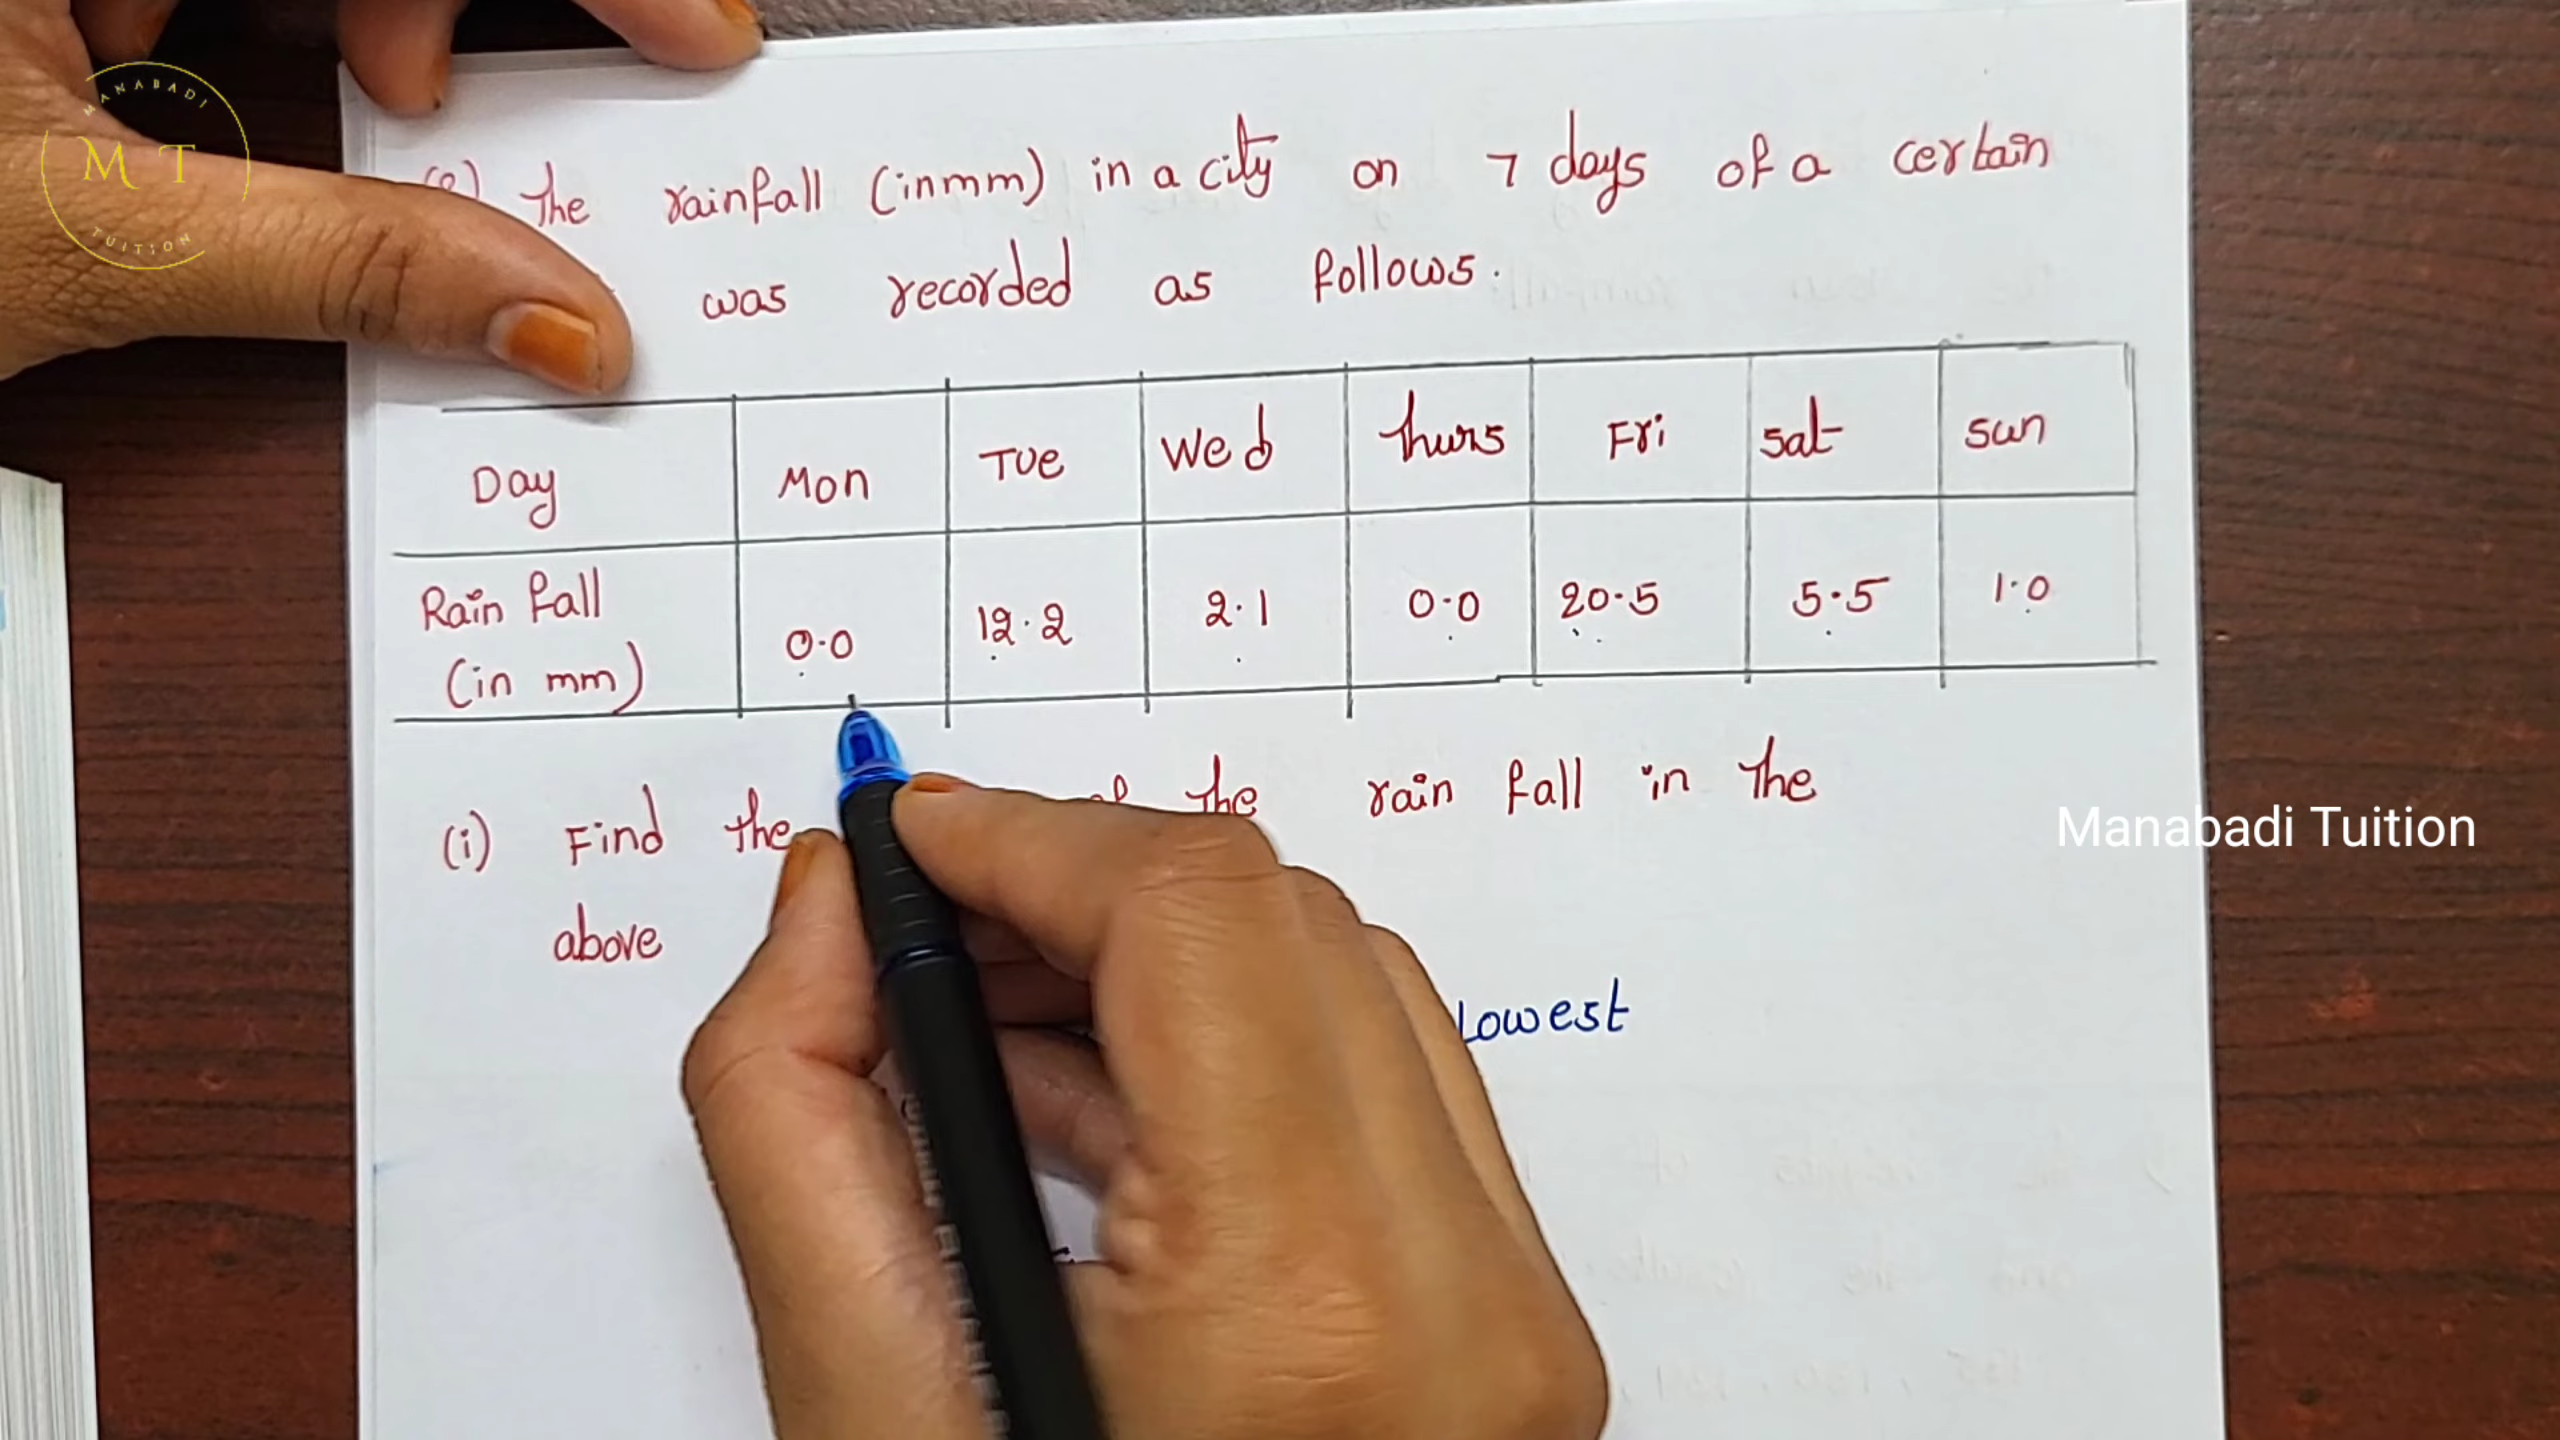 MANABADI
M T
TUITION
The rainfall (in mm) in a city on 7 days of a certain
was recorded as follows.
Day Mon Tue Wed Thurs Fri Sat Sun
Rain fall 0.0 12.2 2.1 0.0 20.5 5.5 1.0
(in mm)
(i) Find the the rain fall in the
above
Lowest
Manabadi Tuition